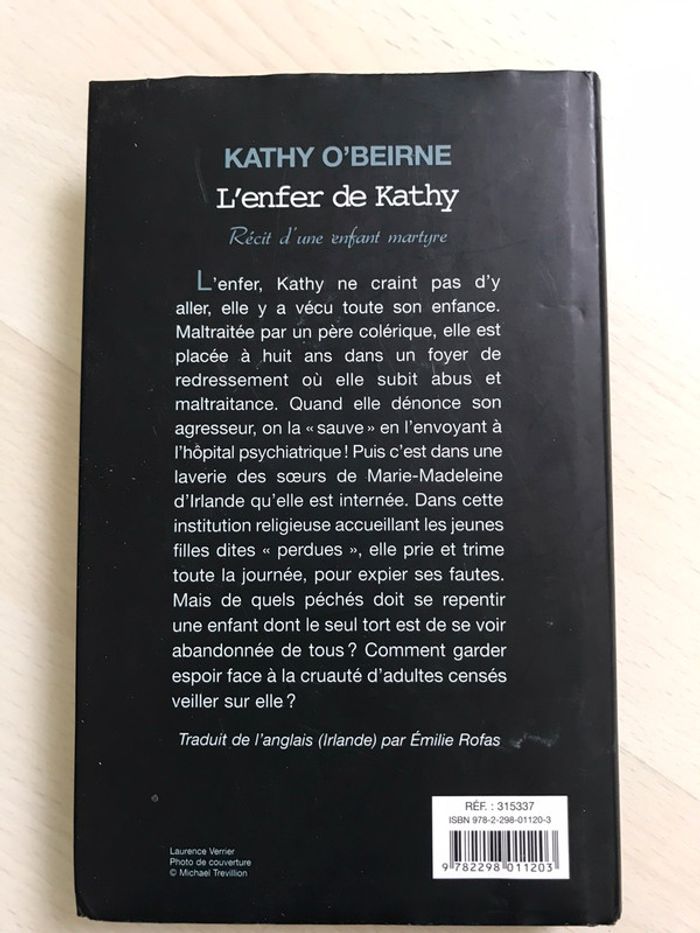 KATHY O'BEIRNE
L'enfer de Kathy
Récit d'une enfant martyre
L'enfer, Kathy ne craint pas d'y
aller, elle y a vécu toute son enfance.
Maltraitée par un père colérique, elle est
placée à huit ans dans un foyer de
redressement où elle subit abus et
maltraitance. Quand elle dénonce son
agresseur, on la « sauve » en l'envoyant à
l'hôpital psychiatrique ! Puis c'est dans une
laverie des sœurs de Marie-Madeleine
d'Irlande qu'elle est internée. Dans cette
institution religieuse accueillant les jeunes
filles dites « perdues », elle prie et trime
toute la journée, pour expier ses fautes.
Mais de quels péchés doit se repentir
une enfant dont le seul tort est de se voir
abandonnée de tous ? Comment garder
espoir face à la cruauté d'adultes censés
veiller sur elle ?
Traduit de l'anglais (Irlande) par Émilie Rofas
RÉF. : 315337
ISBN 978-2-298-01120-3
9 782298 011203
Laurence Verrier
Photo de couverture
© Michael Trevillion